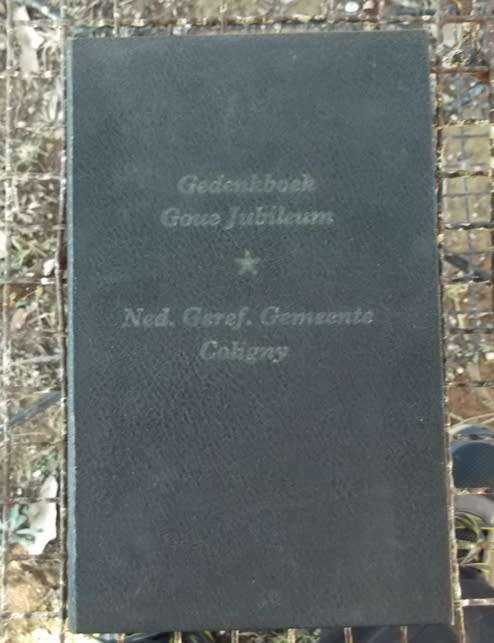 Gedenkboek
Goue Jubileum
Ned. Geref. Gemeente
Coligny